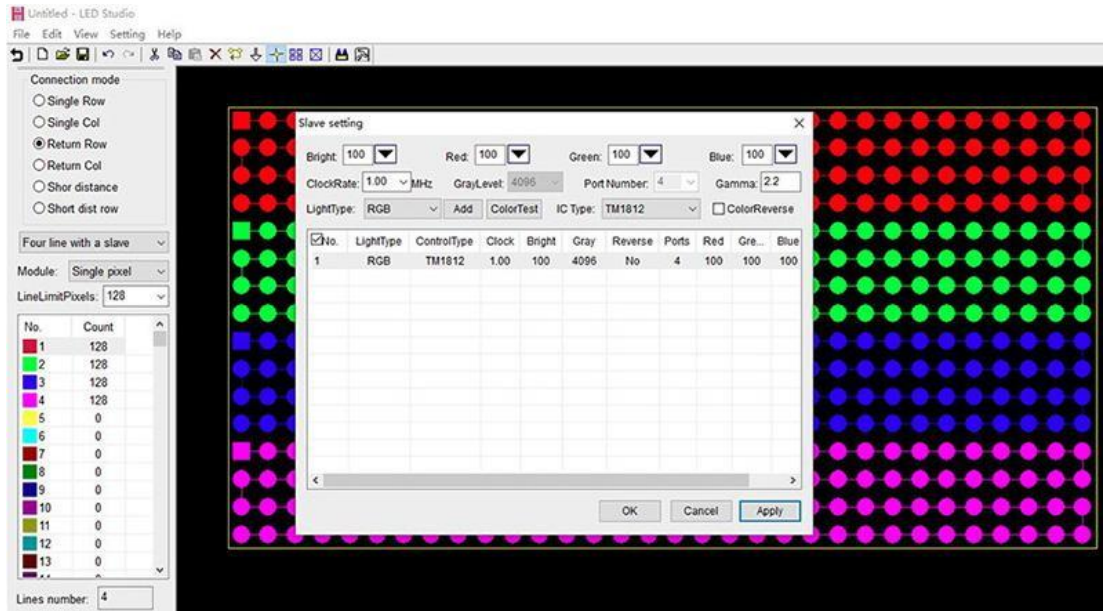 Untitled - LED Studio
File Edit View Setting Help
Connection mode
Single Row
Single Col
Return Row
Return Col
Shor distance
Short dist row
Four line with a slave
Module: Single pixel
LineLimitPixels: 128
No. Count
1 128
2 128
3 128
4 128
5 0
6 0
7 0
8 0
9 0
10 0
11 0
12 0
13 0
Lines number: 4
Slave setting
Bright: 100 Red: 100 Green: 100 Blue: 100
ClockRate: 1.00 MHz GrayLevel: 4096 Port Number: 4 Gamma: 2.2
LightType: RGB Add ColorTest IC Type: TM1812 ColorReverse
No. LightType ControlType Clock Bright Gray Reverse Ports Red Gre... Blue
1 RGB TM1812 1.00 100 4096 No 4 100 100 100
OK Cancel Apply